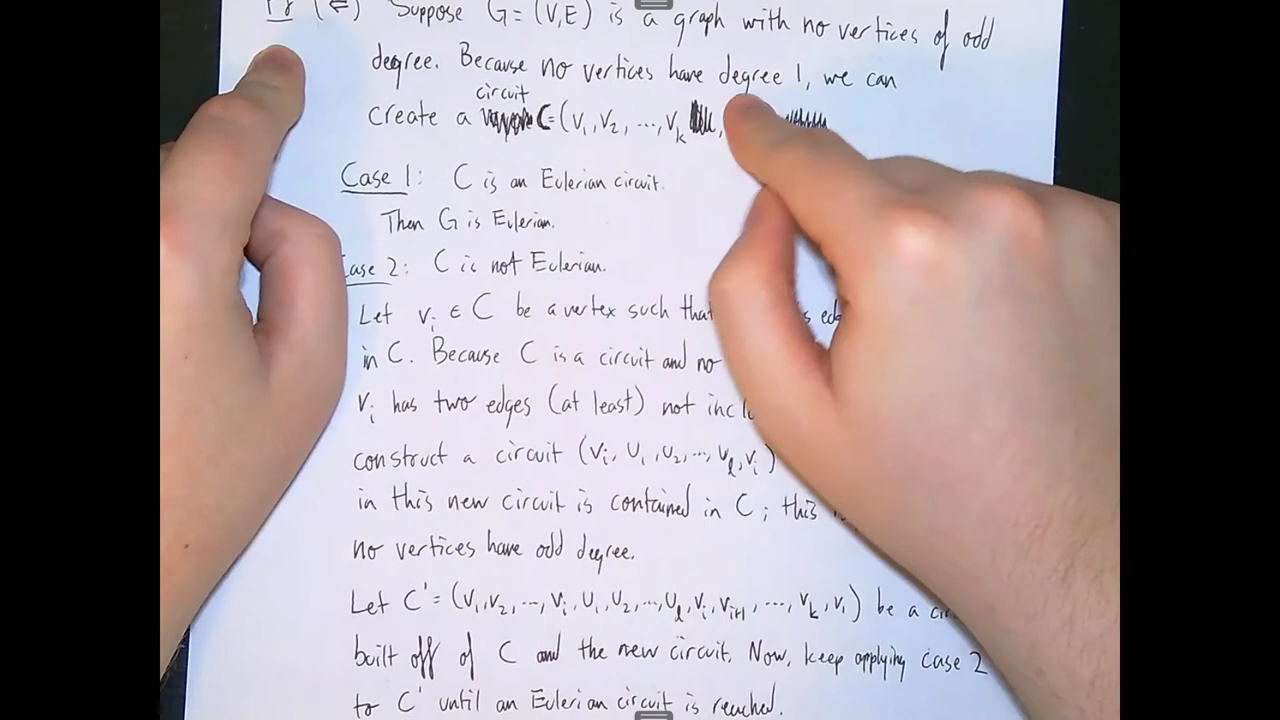 Pf (⇐) Suppose G=(V,E) is a graph with no vertices of odd
degree. Because no vertices have degree 1, we can
circuit
create a C=(v₁,v₂,...,vₖ ,
Case 1: C is an Eulerian circuit.
Then G is Eulerian.
Case 2: C is not Eulerian.
Let vᵢ ∈ C be a vertex such that
in C. Because C is a circuit and no
vᵢ has two edges (at least) not
construct a circuit (vᵢ,u₁,u₂,...,uₗ,vᵢ)
in this new circuit is contained in C; this
no vertices have odd degree.
Let C'=(v₁,v₂,...,vᵢ,u₁,u₂,...,uₗ,vᵢ,vᵢ₊₁,...,vₖ,v₁) be a
built off of C and the new circuit. Now, keep applying case 2
to C' until an Eulerian circuit is reached.